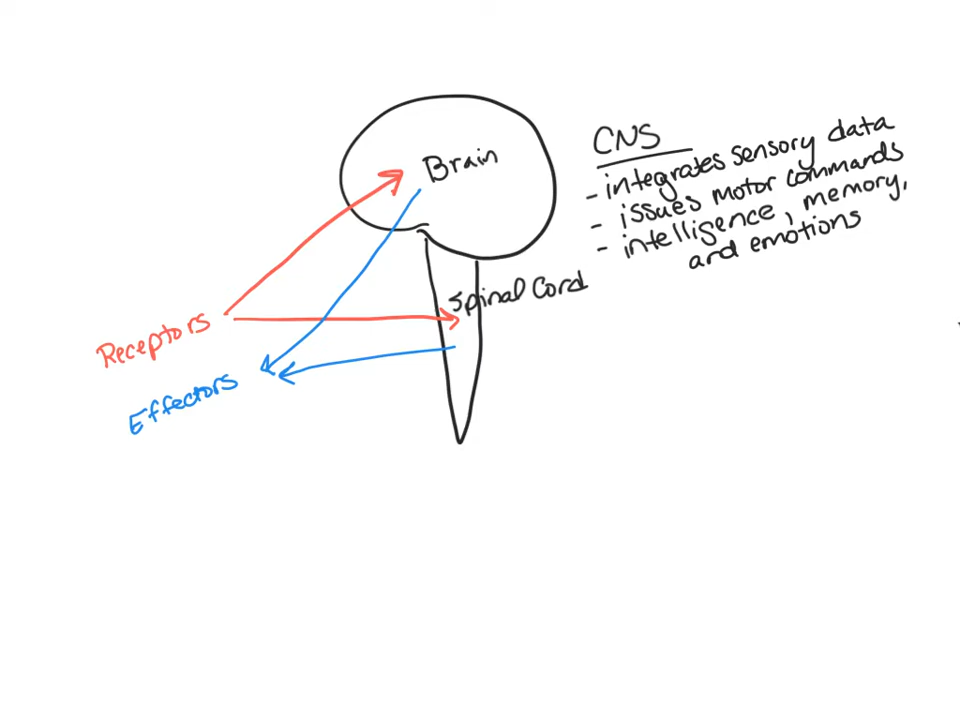 Brain
CNS
- integrates sensory data
- issues motor commands
- intelligence, memory,
and emotions
Spinal Cord
Receptors
Effectors